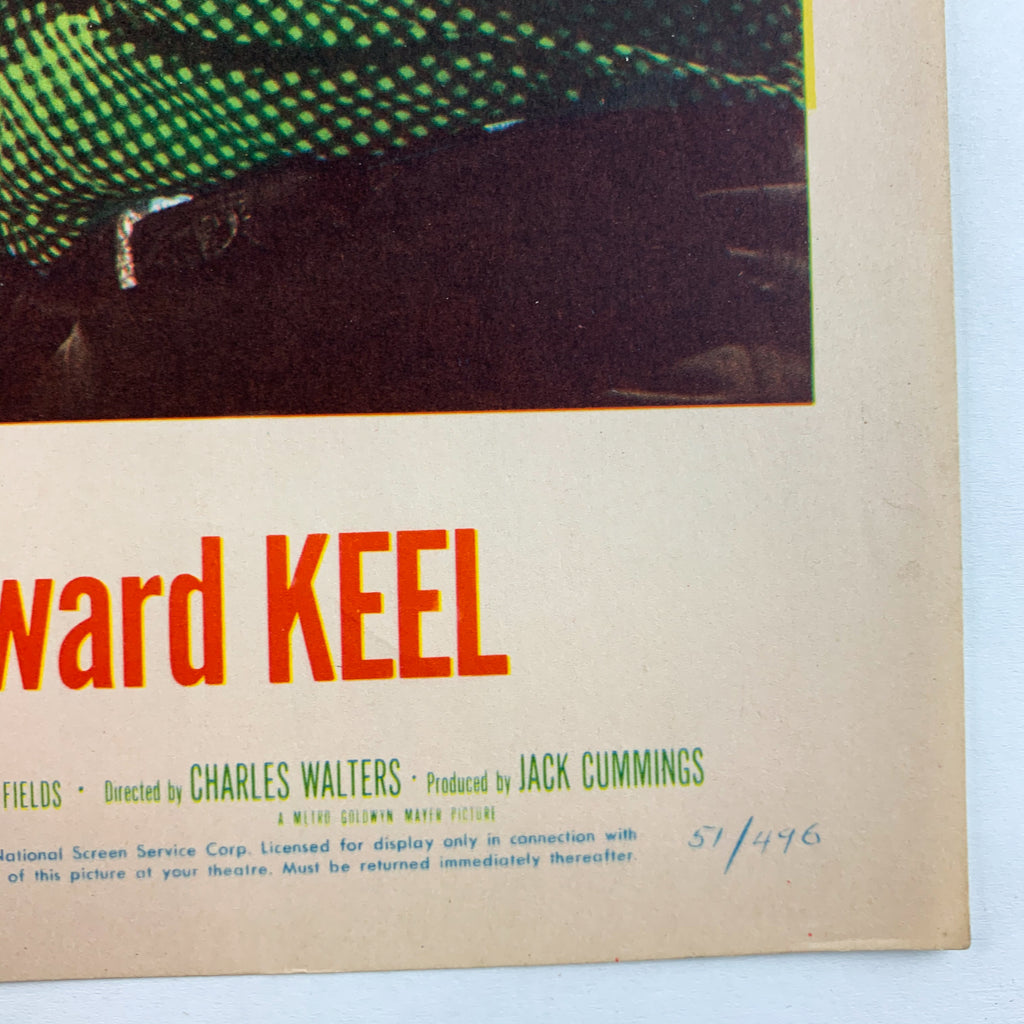 ward KEEL
FIELDS · Directed by CHARLES WALTERS · Produced by JACK CUMMINGS
A METRO GOLDWYN MAYER PICTURE
National Screen Service Corp. Licensed for display only in connection with
of this picture at your theatre. Must be returned immediately thereafter.
51/496